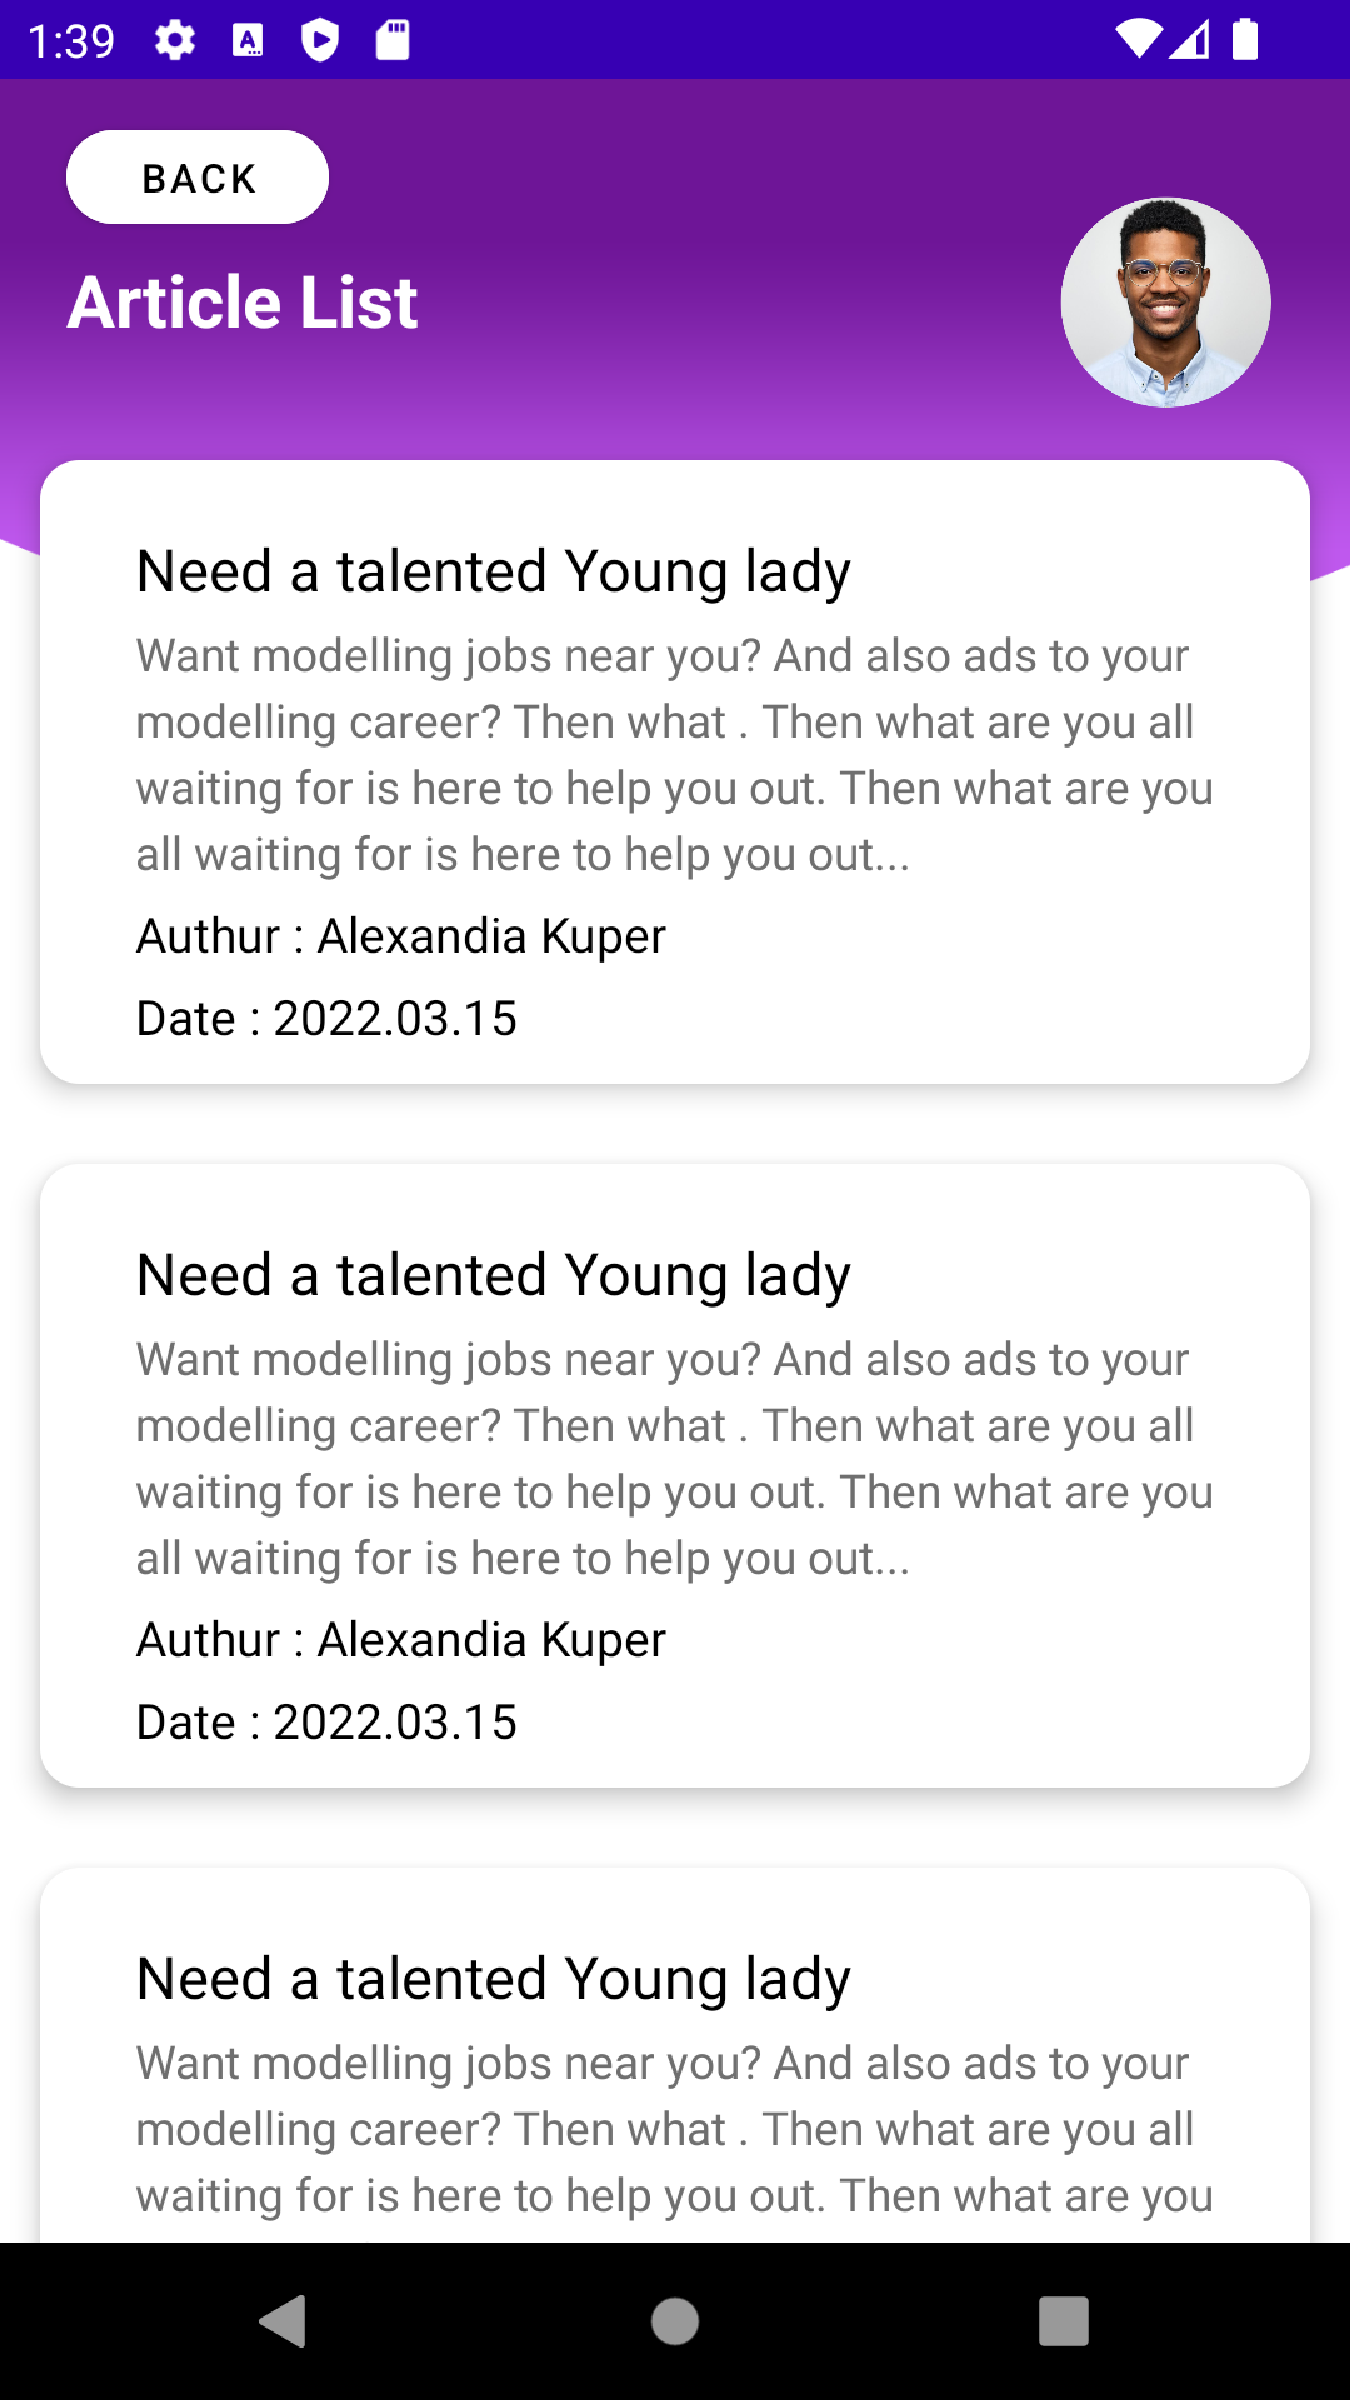 1:39
BACK
Article List
Need a talented Young lady
Want modelling jobs near you? And also ads to your
modelling career? Then what . Then what are you all
waiting for is here to help you out. Then what are you
all waiting for is here to help you out...
Authur : Alexandia Kuper
Date : 2022.03.15
Need a talented Young lady
Want modelling jobs near you? And also ads to your
modelling career? Then what . Then what are you all
waiting for is here to help you out. Then what are you
all waiting for is here to help you out...
Authur : Alexandia Kuper
Date : 2022.03.15
Need a talented Young lady
Want modelling jobs near you? And also ads to your
modelling career? Then what . Then what are you all
waiting for is here to help you out. Then what are you